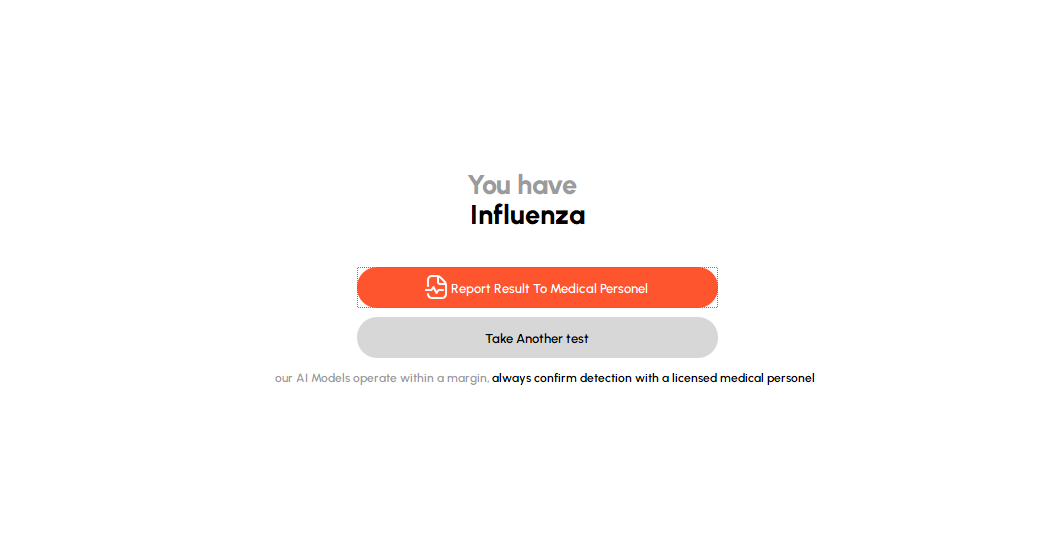 You have
Influenza
Report Result To Medical Personel
Take Another test
our AI Models operate within a margin, always confirm detection with a licensed medical personel